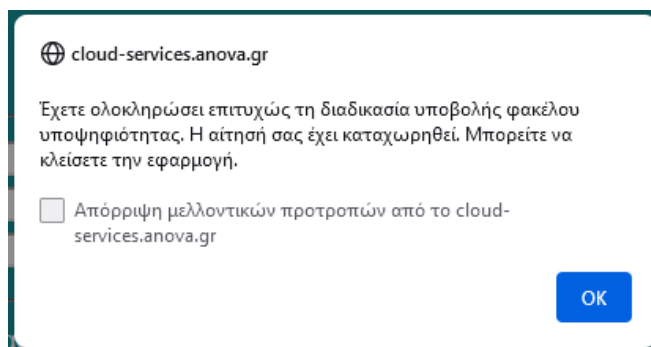 cloud-services.anova.gr
Έχετε ολοκληρώσει επιτυχώς τη διαδικασία υποβολής φακέλου
υποψηφιότητας. Η αίτησή σας έχει καταχωρηθεί. Μπορείτε να
κλείσετε την εφαρμογή.
Απόρριψη μελλοντικών προτροπών από το cloud-
services.anova.gr
OK